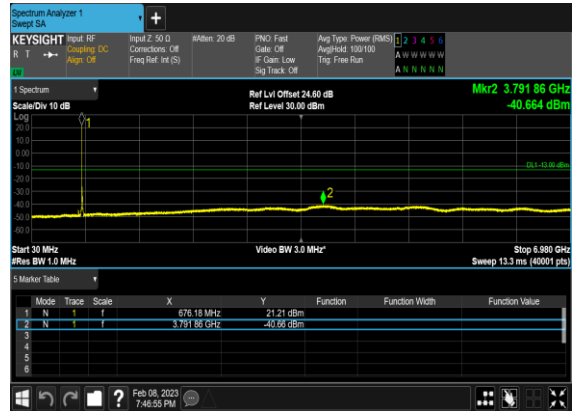 Spectrum Analyzer 1
Swept SA
+
KEYSIGHT Input: RF Input Z: 50 Ω #Atten: 20 dB PNO: Fast Avg Type: Power (RMS) 1 2 3 4 5 6
R T Coupling: DC Corrections: Off Gate: Off Avg|Hold: 100/100 A W W W W W
Align: Off Freq Ref: Int (S) IF Gain: Low Trig: Free Run
Sig Track: Off A N N N N N
1 Spectrum Ref Lvl Offset 24.60 dB Mkr2 3.791 86 GHz
Scale/Div 10 dB Ref Level 30.00 dBm -40.664 dBm
Log
20.0
10.0
0.00
-10.0
-20.0
-30.0
-40.0
-50.0
-60.0
1
2
DL1 -13.00 dBm
Start 30 MHz Video BW 3.0 MHz* Stop 6.980 GHz
#Res BW 1.0 MHz Sweep 13.3 ms (40001 pts)
5 Marker Table
Mode Trace Scale X Y Function Function Width Function Value
1 N 1 f 676.18 MHz 21.21 dBm
2 N 1 f 3.791 86 GHz -40.66 dBm
3
4
5
6
? Feb 08, 2023
7:46:55 PM